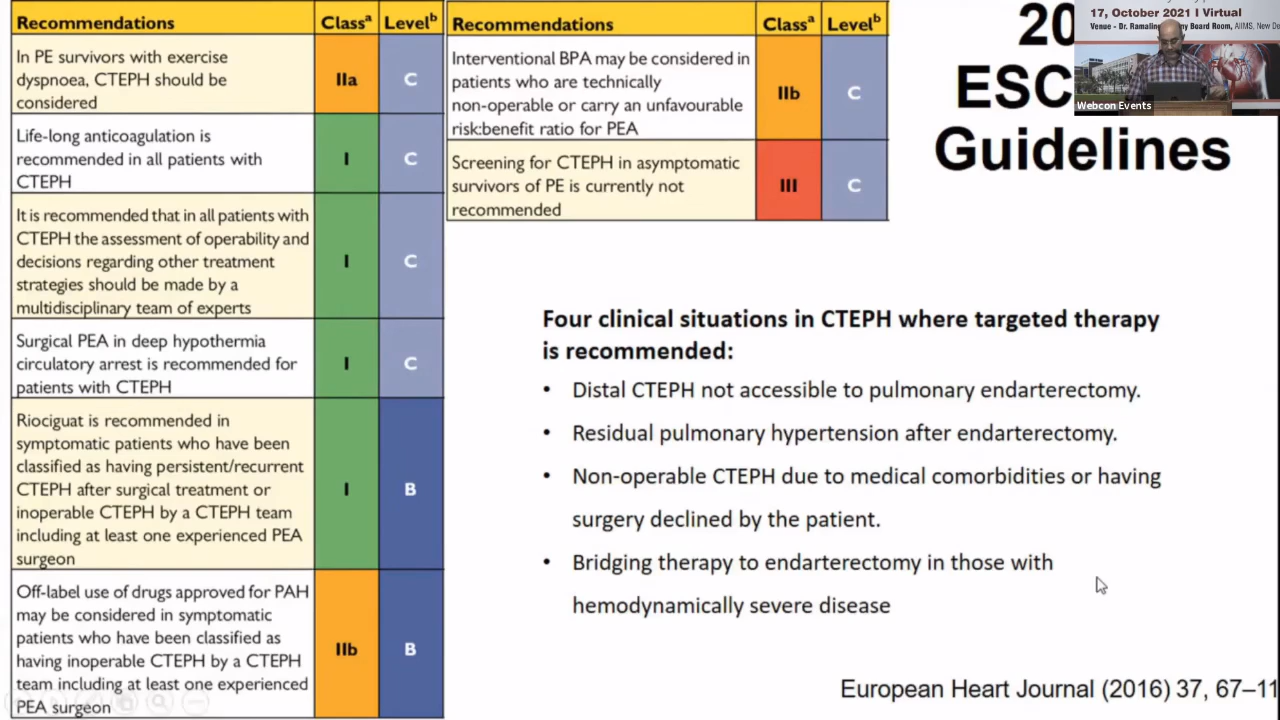 Recommendations Classa Levelb
In PE survivors with exercise
dyspnoea, CTEPH should be
considered
IIa C
Life-long anticoagulation is
recommended in all patients with
CTEPH
I C
It is recommended that in all patients with
CTEPH the assessment of operability and
decisions regarding other treatment
strategies should be made by a
multidisciplinary team of experts
I C
Surgical PEA in deep hypothermia
circulatory arrest is recommended for
patients with CTEPH
I C
Riociguat is recommended in
symptomatic patients who have been
classified as having persistent/recurrent
CTEPH after surgical treatment or
inoperable CTEPH by a CTEPH team
including at least one experienced PEA
surgeon
I B
Off-label use of drugs approved for PAH
may be considered in symptomatic
patients who have been classified as
having inoperable CTEPH by a CTEPH
team including at least one experienced
PEA surgeon
IIb B
Recommendations Classa Levelb
Interventional BPA may be considered in
patients who are technically
non-operable or carry an unfavourable
risk:benefit ratio for PEA
IIb C
Screening for CTEPH in asymptomatic
survivors of PE is currently not
recommended
III C
20
ESC
Guidelines
17, October 2021 I Virtual
Venue - Dr. Board Room, AIIMS, New
Webcon Events
Four clinical situations in CTEPH where targeted therapy
is recommended:
• Distal CTEPH not accessible to pulmonary endarterectomy.
• Residual pulmonary hypertension after endarterectomy.
• Non-operable CTEPH due to medical comorbidities or having
surgery declined by the patient.
• Bridging therapy to endarterectomy in those with
hemodynamically severe disease
European Heart Journal (2016) 37, 67–11